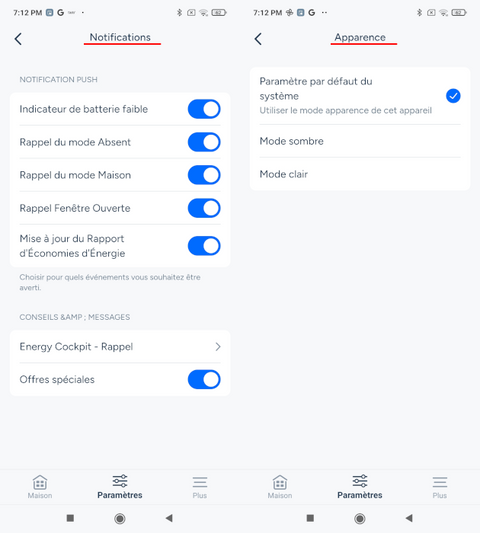 7:12 PM G
Notifications
NOTIFICATION PUSH
Indicateur de batterie faible
Rappel du mode Absent
Rappel du mode Maison
Rappel Fenêtre Ouverte
Mise à jour du Rapport
d'Économies d'Énergie
Choisir pour quels événements vous souhaitez être
averti.
CONSEILS &AMP ; MESSAGES
Energy Cockpit - Rappel
Offres spéciales
Maison
Paramètres
Plus
7:12 PM G
Apparence
Paramètre par défaut du
système
Utiliser le mode apparence de cet appareil
Mode sombre
Mode clair
Maison
Paramètres
Plus